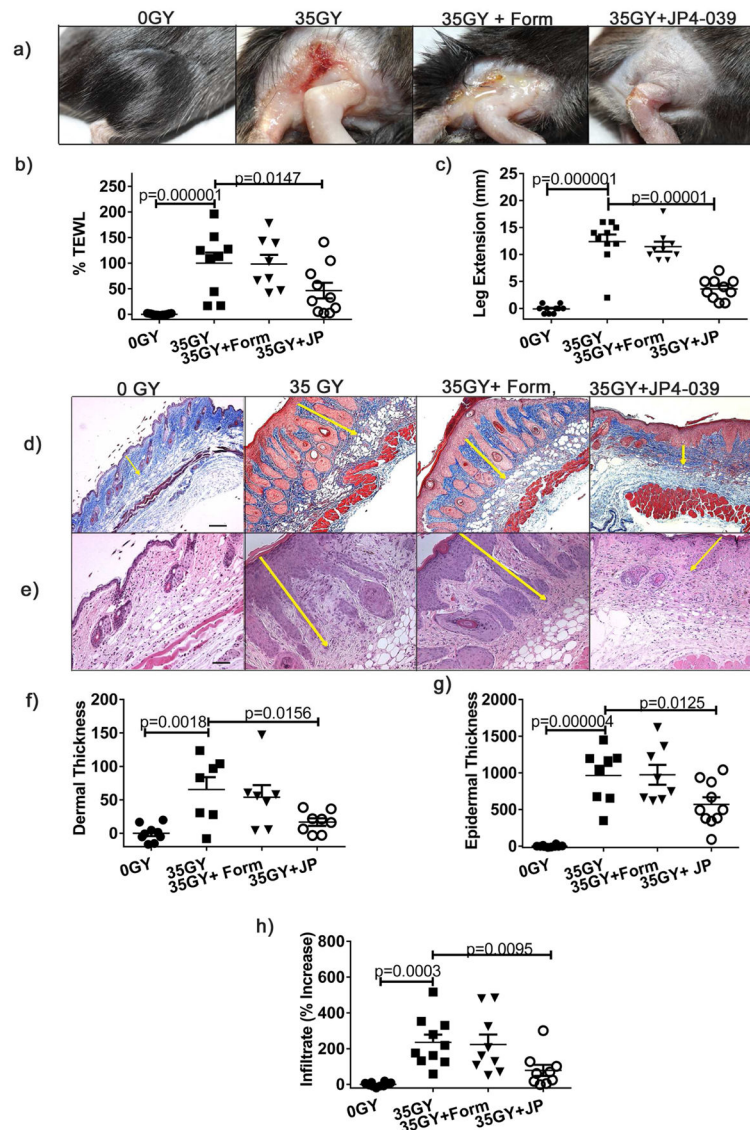 0GY 35GY 35GY + Form 35GY+JP4-039
a)
b) c)
p=0.0147
p=0.000001
% TEWL
250
200
150
100
50
0
0GY 35GY 35GY+Form 35GY+JP
p=0.000001
p=0.00001
Leg Extension (mm)
25
20
15
10
5
0
0GY 35GY 35GY+Form 35GY+JP
0 GY 35 GY 35GY+ Form, 35GY+JP4-039
d)
e)
f) g)
p=0.0018 p=0.0156
Dermal Thickness
200
150
100
50
0
0GY 35GY 35GY+ Form 35GY+JP
p=0.0125
p=0.000004
Epidermal Thickness
2000
1500
1000
500
0
0GY 35GY 35GY+Form 35GY+ JP
h)
p=0.0095
p=0.0003
Infiltrate (% Increase)
800
600
400
200
0
0GY 35GY 35GY+Form 35GY+JP